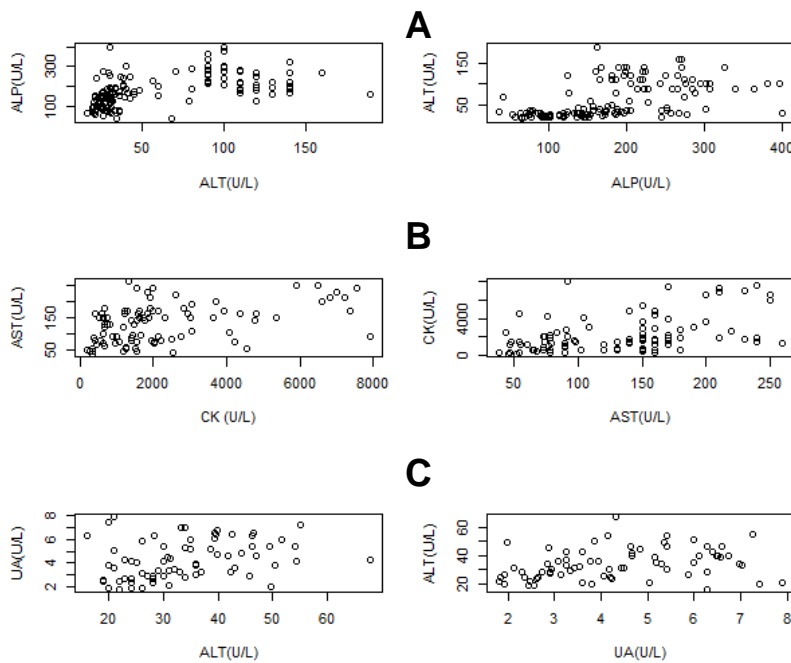 A
ALP(U/L)
100 300
50 100 150
ALT(U/L)
ALT(U/L)
50 150
100 200 300 400
ALP(U/L)
B
AST(U/L)
50 150
0 2000 4000 6000 8000
CK (U/L)
CK(U/L)
0 4000
50 100 150 200 250
AST(U/L)
C
UA(U/L)
2 4 6 8
20 30 40 50 60
ALT(U/L)
ALT(U/L)
20 40 60
2 3 4 5 6 7 8
UA(U/L)